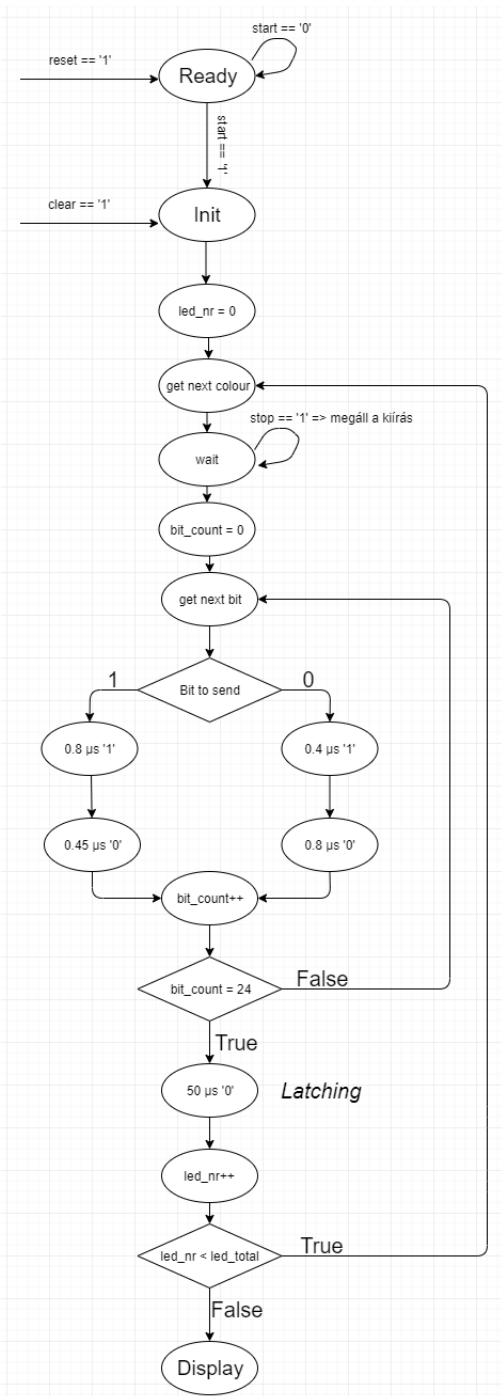 start == '0'
reset == '1'
Ready
start == '1'
clear == '1'
Init
led_nr = 0
get next colour
stop == '1' => megáll a kiírás
wait
bit_count = 0
get next bit
1
Bit to send
0
0.8 µs '1'
0.4 µs '1'
0.45 µs '0'
0.8 µs '0'
bit_count++
bit_count = 24
False
True
50 µs '0'
Latching
led_nr++
led_nr < led_total
True
False
Display